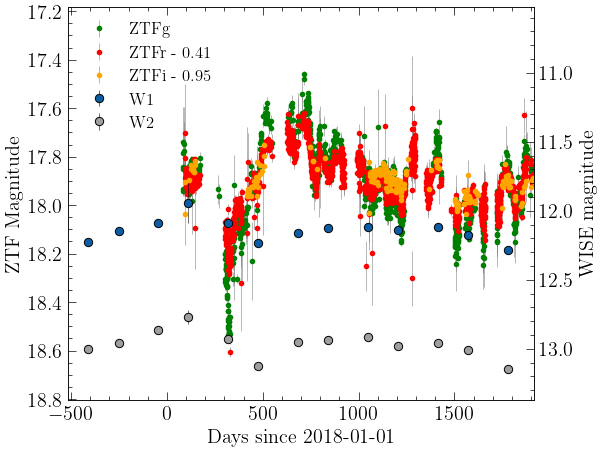 ZTFg
ZTFr - 0.41
ZTFi - 0.95
W1
W2
17.2
17.4
17.6
17.8
18.0
18.2
18.4
18.6
18.8
ZTF Magnitude
11.0
11.5
12.0
12.5
13.0
WISE magnitude
−500
0
500
1000
1500
Days since 2018-01-01